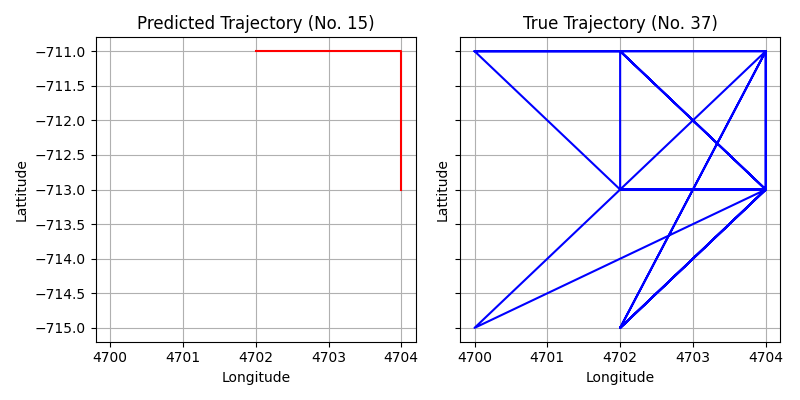 Predicted Trajectory (No. 15)
True Trajectory (No. 37)
−711.0
−711.5
−712.0
−712.5
−713.0
−713.5
−714.0
−714.5
−715.0
Lattitude
Lattitude
4700 4701 4702 4703 4704
4700 4701 4702 4703 4704
Longitude
Longitude